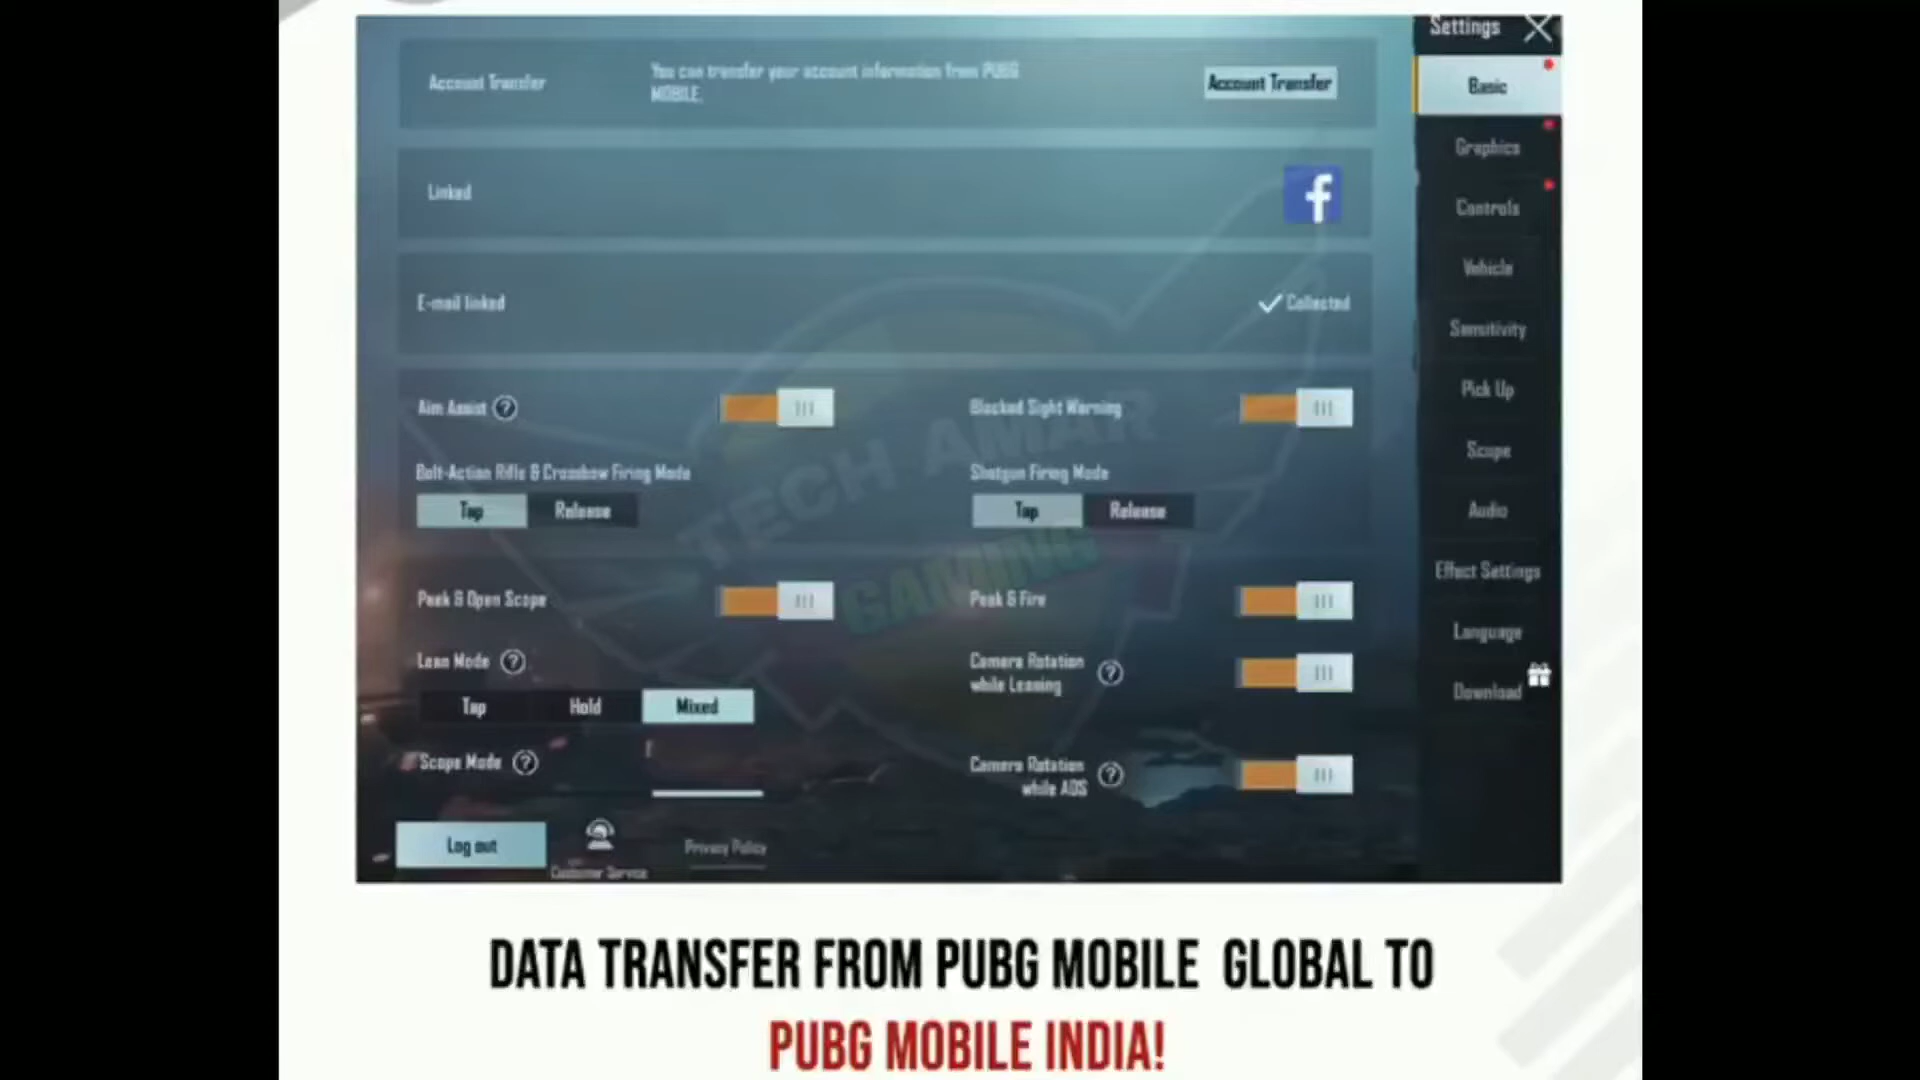 Settings
Account Transfer
You can transfer your account information from PUBG
MOBILE.
Account Transfer
Basic
Graphics
Linked
f
Controls
Vehicle
E-mail linked
Collected
Sensitivity
Pick Up
Aim Assist ?
Blocked Sight Warning
TECH AMAR
GAMING
Scope
Bolt-Action Rifle & Crossbow Firing Mode
Shotgun Firing Mode
Tap Release
Tap Release
Audio
Effect Settings
Peek & Open Scope
Peek & Fire
Language
Lean Mode ?
Camera Rotation
while Leaning ?
Download
Tap Hold Mixed
Scope Mode ?
Camera Rotation
while ADS ?
Log out
Customer Service
Privacy Policy
DATA TRANSFER FROM PUBG MOBILE GLOBAL TO
PUBG MOBILE INDIA!